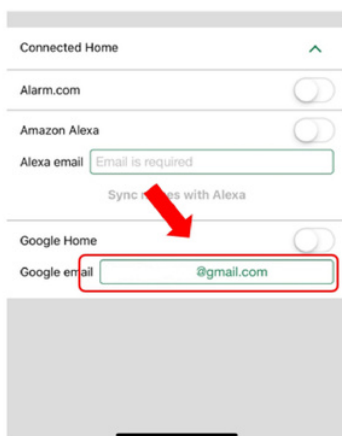 Connected Home
Alarm.com
Amazon Alexa
Alexa email Email is required
Sync with Alexa
Google Home
Google email @gmail.com